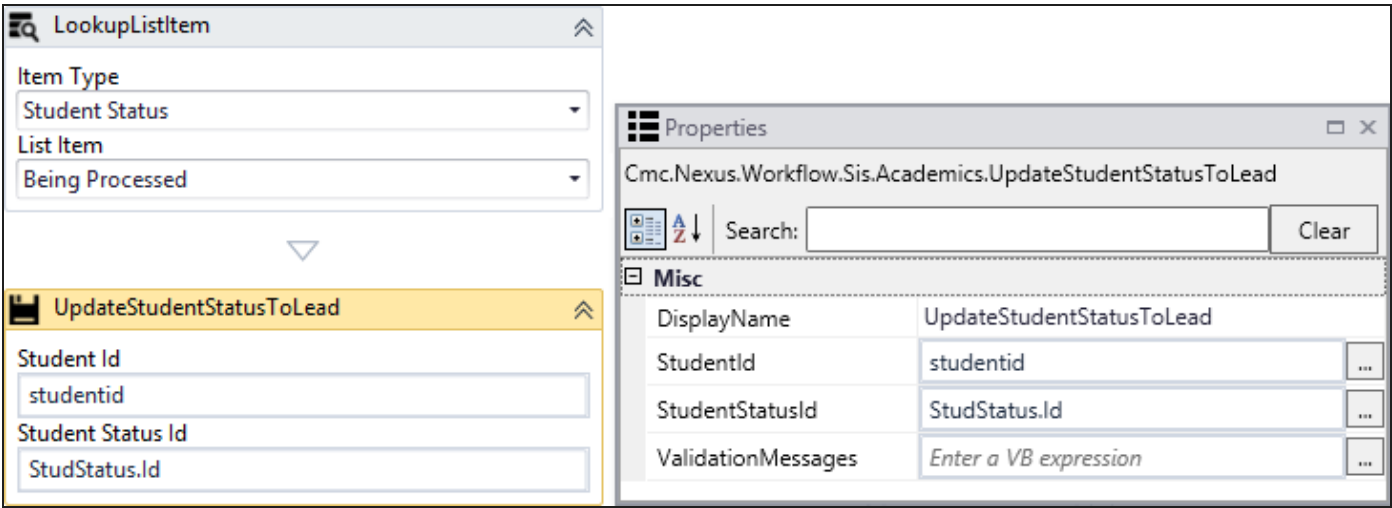 LookupListItem
Item Type
Student Status
List Item
Being Processed
UpdateStudentStatusToLead
Student Id
studentid
Student Status Id
StudStatus.Id
Properties
Cmc.Nexus.Workflow.Sis.Academics.UpdateStudentStatusToLead
A Z Search: Clear
Misc
DisplayName UpdateStudentStatusToLead
StudentId studentid ...
StudentStatusId StudStatus.Id ...
ValidationMessages Enter a VB expression ...